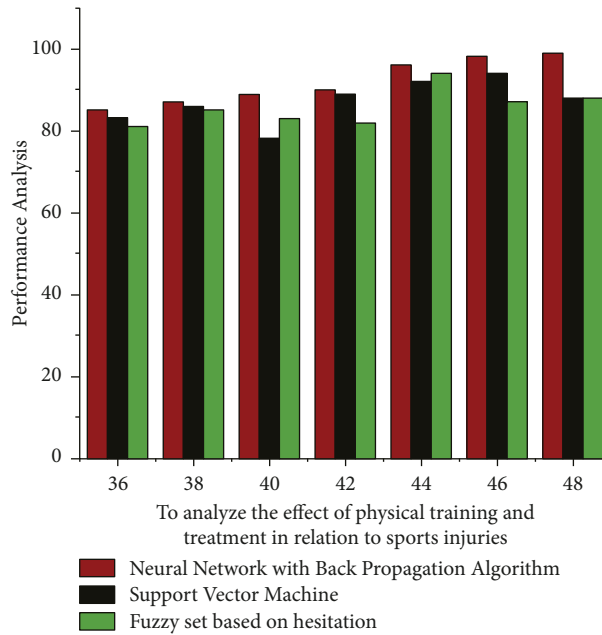 Performance Analysis
100
80
60
40
20
0
36 38 40 42 44 46 48
To analyze the effect of physical training and
treatment in relation to sports injuries
Neural Network with Back Propagation Algorithm
Support Vector Machine
Fuzzy set based on hesitation